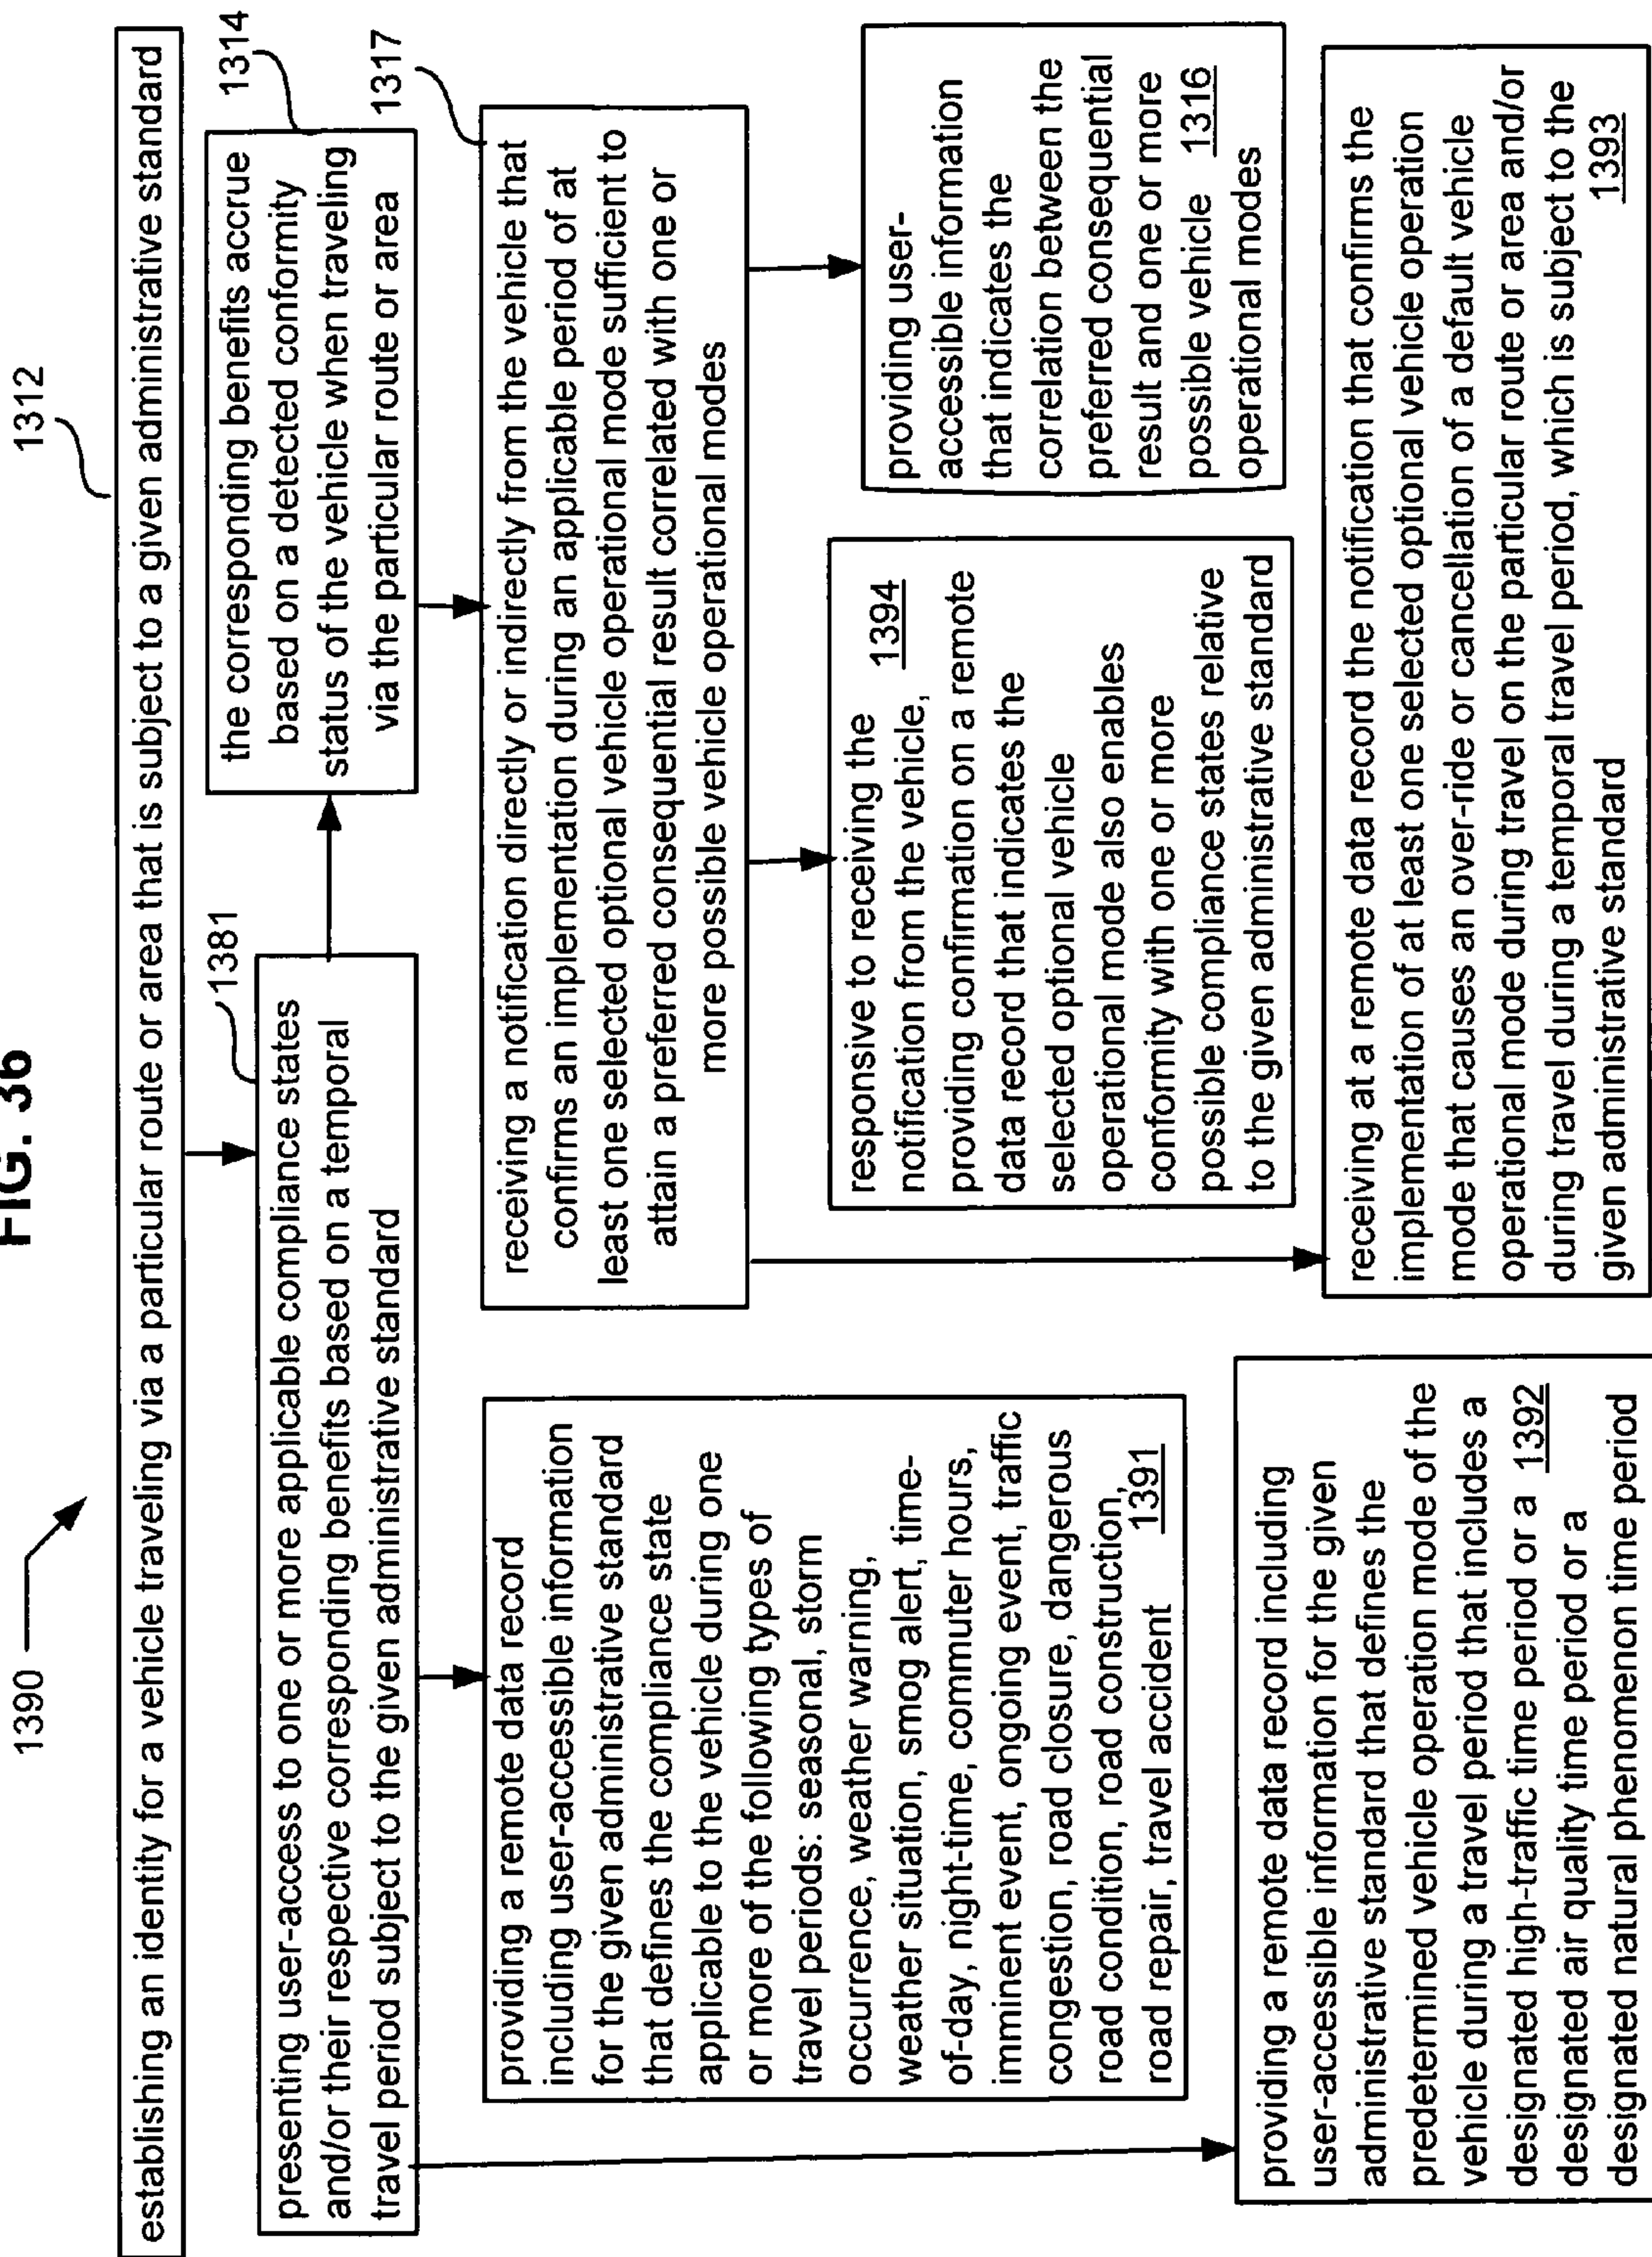 FIG. 36
1390
1312
establishing an identity for a vehicle traveling via a particular route or area that is subject to a given administrative standard
1381
presenting user-access to one or more applicable compliance states
and/or their respective corresponding benefits based on a temporal
travel period subject to the given administrative standard
1314
the corresponding benefits accrue
based on a detected conformity
status of the vehicle when traveling
via the particular route or area
1317
receiving a notification directly or indirectly from the vehicle that
confirms an implementation during an applicable period of at
least one selected optional vehicle operational mode sufficient to
attain a preferred consequential result correlated with one or
more possible vehicle operational modes
providing a remote data record
including user-accessible information
for the given administrative standard
that defines the compliance state
applicable to the vehicle during one
or more of the following types of
travel periods: seasonal, storm
occurrence, weather warning,
weather situation, smog alert, time-
of-day, night-time, commuter hours,
imminent event, ongoing event, traffic
congestion, road closure, dangerous
road condition, road construction,
road repair, travel accident 1391
responsive to receiving the 1394
notification from the vehicle,
providing confirmation on a remote
data record that indicates the
selected optional vehicle
operational mode also enables
conformity with one or more
possible compliance states relative
to the given administrative standard
providing user-
accessible information
that indicates the
correlation between the
preferred consequential
result and one or more
possible vehicle 1316
operational modes
providing a remote data record including
user-accessible information for the given
administrative standard that defines the
predetermined vehicle operation mode of the
vehicle during a travel period that includes a
designated high-traffic time period or a 1392
designated air quality time period or a
designated natural phenomenon time period
receiving at a remote data record the notification that confirms the
implementation of at least one selected optional vehicle operation
mode that causes an over-ride or cancellation of a default vehicle
operational mode during travel on the particular route or area and/or
during travel during a temporal travel period, which is subject to the
given administrative standard 1393